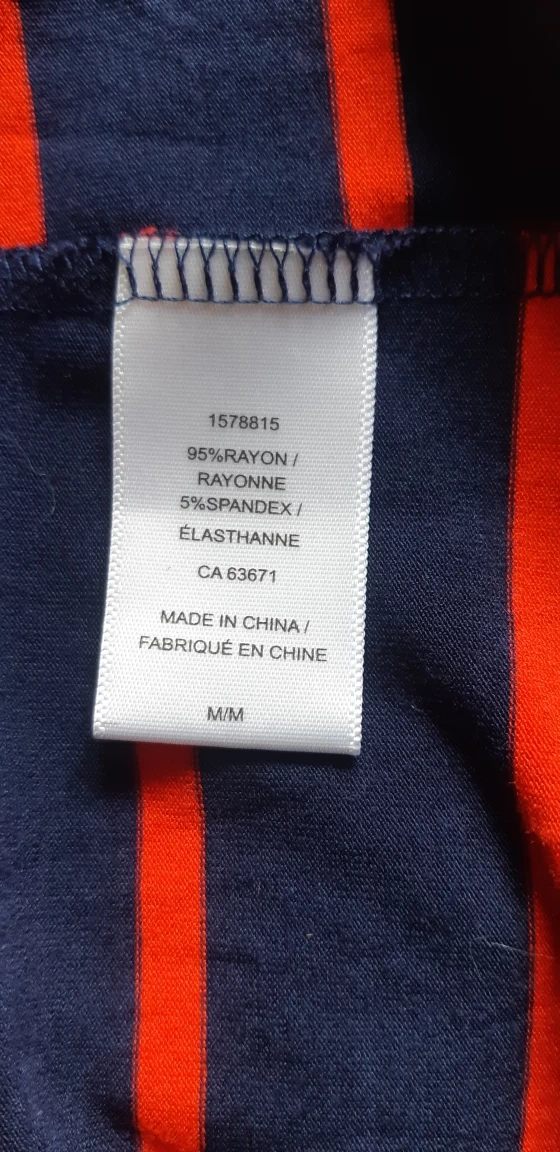 1578815
95%RAYON /
RAYONNE
5%SPANDEX /
ÉLASTHANNE
CA 63671
MADE IN CHINA /
FABRIQUÉ EN CHINE
M/M